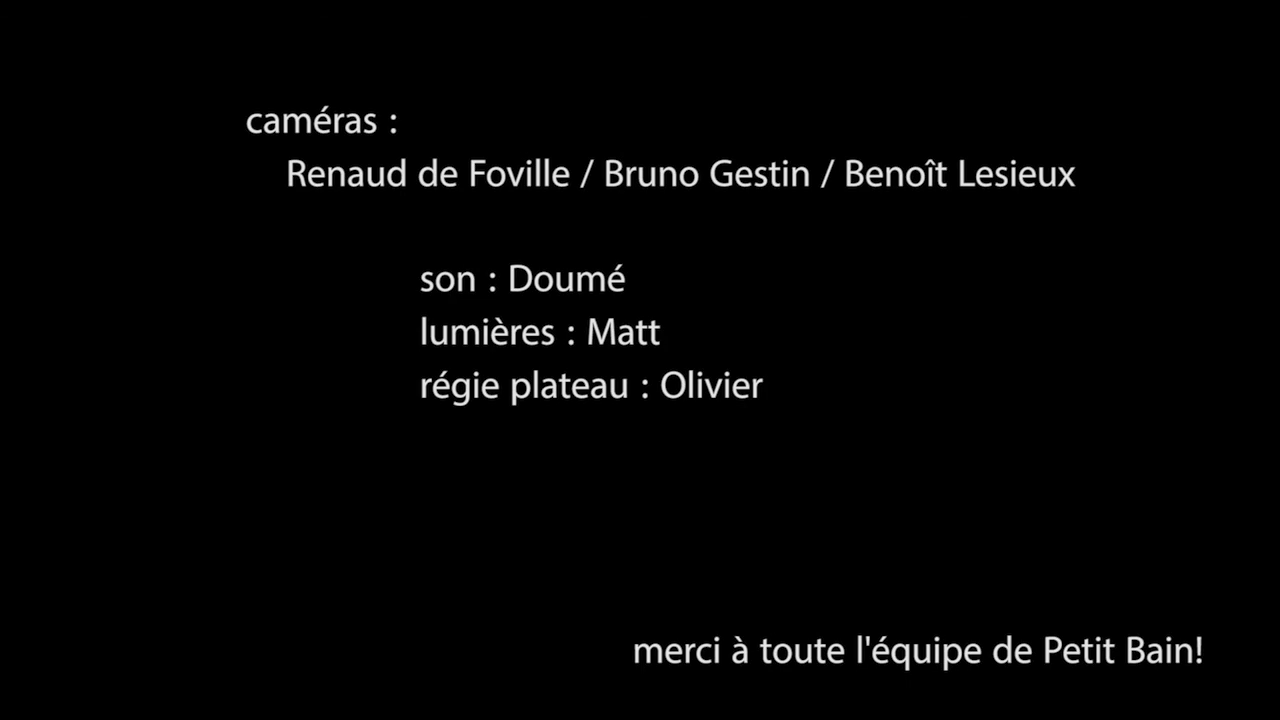 caméras :
Renaud de Foville / Bruno Gestin / Benoît Lesieux
son : Doumé
lumières : Matt
régie plateau : Olivier
merci à toute l'équipe de Petit Bain!